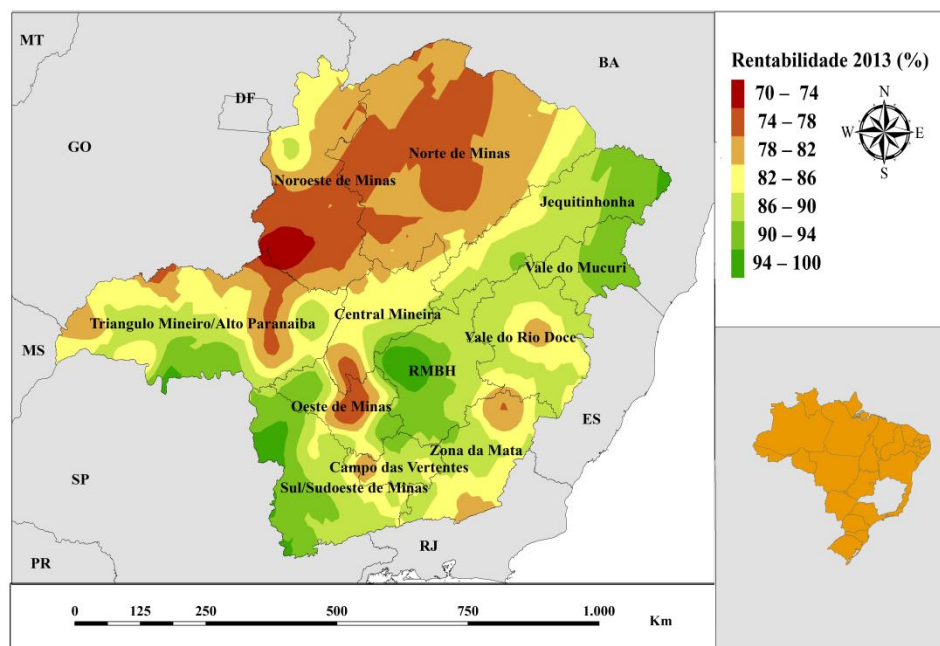 MT
BA
DF
GO
Norte de Minas
Noroeste de Minas
Jequitinhonha
Vale do Mucuri
Central Mineira
Triangulo Mineiro/Alto Paranaiba
Vale do Rio Doce
MS
RMBH
Oeste de Minas
ES
Zona da Mata
Campo das Vertentes
SP
Sul/Sudoeste de Minas
RJ
PR
Rentabilidade 2013 (%)
70 – 74
74 – 78
78 – 82
82 – 86
86 – 90
90 – 94
94 – 100
N
W E
S
0 125 250 500 750 1.000
Km